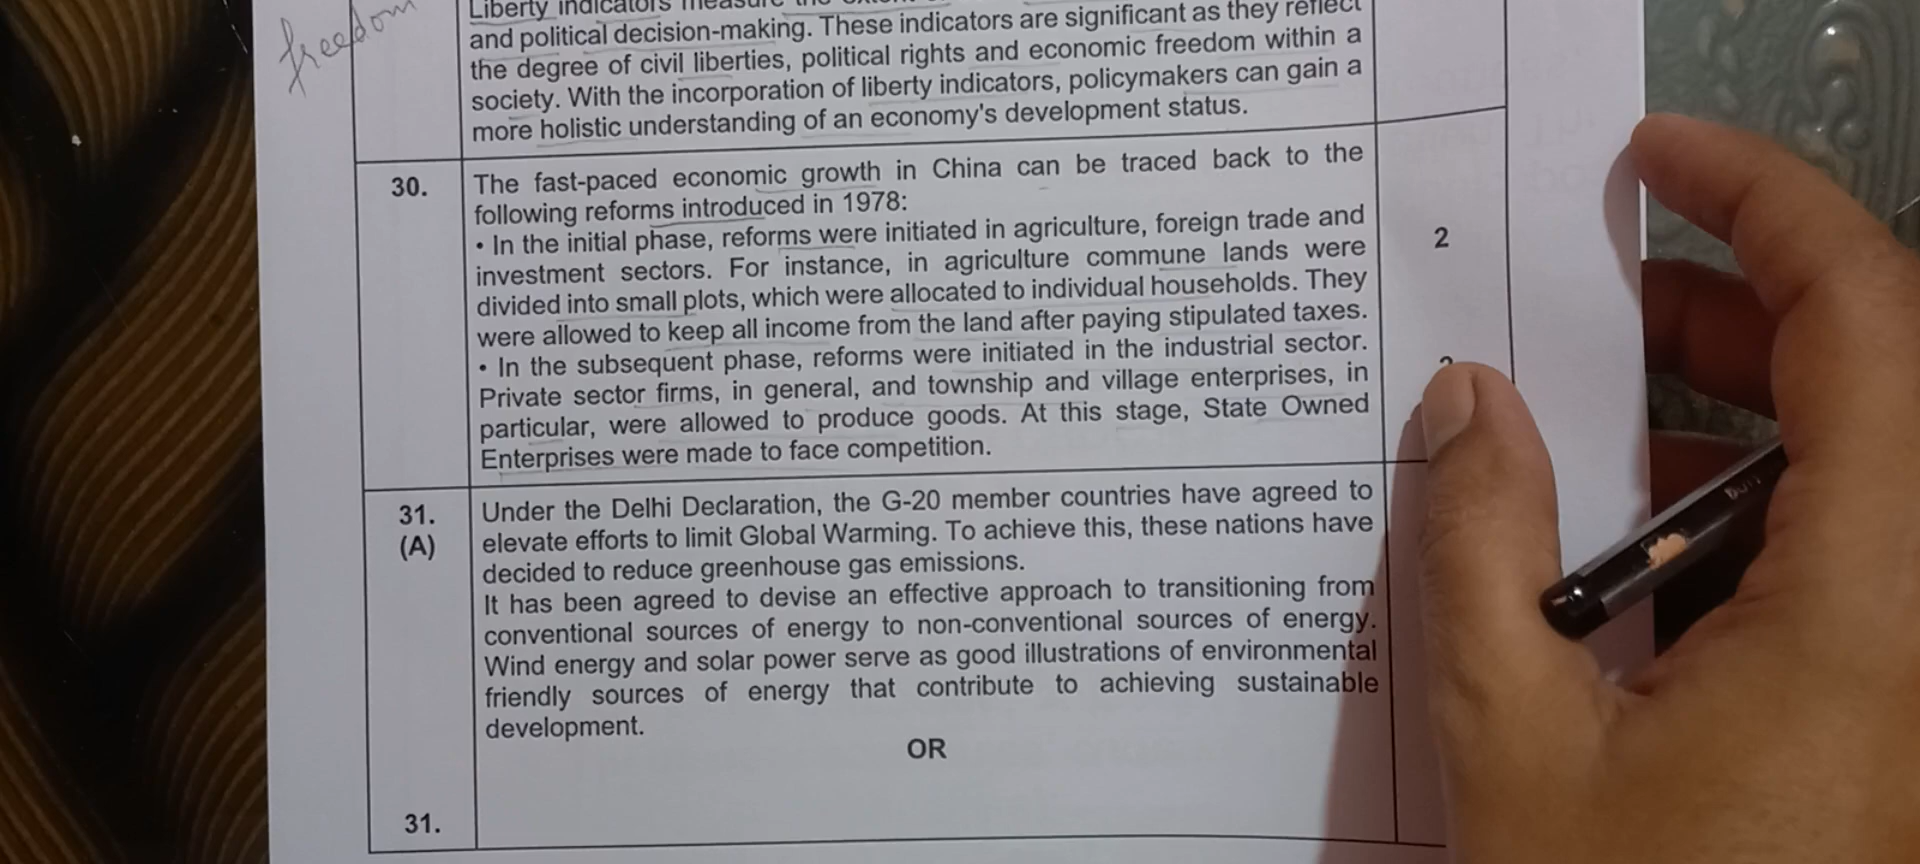 freedom
Liberty indicators measure the
and political decision-making. These indicators are significant as they reflect
the degree of civil liberties, political rights and economic freedom within a
society. With the incorporation of liberty indicators, policymakers can gain a
more holistic understanding of an economy's development status.
30.
The fast-paced economic growth in China can be traced back to the
following reforms introduced in 1978:
• In the initial phase, reforms were initiated in agriculture, foreign trade and
investment sectors. For instance, in agriculture commune lands were
divided into small plots, which were allocated to individual households. They
were allowed to keep all income from the land after paying stipulated taxes.
2
• In the subsequent phase, reforms were initiated in the industrial sector.
Private sector firms, in general, and township and village enterprises, in
particular, were allowed to produce goods. At this stage, State Owned
Enterprises were made to face competition.
31.
(A)
Under the Delhi Declaration, the G-20 member countries have agreed to
elevate efforts to limit Global Warming. To achieve this, these nations have
decided to reduce greenhouse gas emissions.
It has been agreed to devise an effective approach to transitioning from
conventional sources of energy to non-conventional sources of energy.
Wind energy and solar power serve as good illustrations of environmental
friendly sources of energy that contribute to achieving sustainable
development.
OR
31.